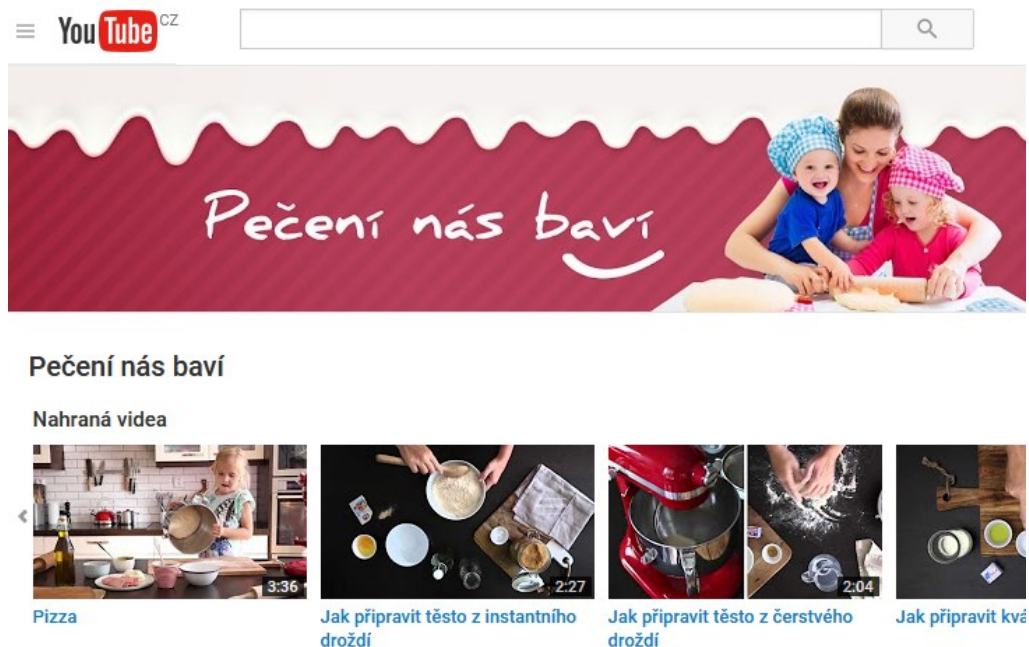 YouTube CZ
Pečení nás baví
Pečení nás baví
Nahraná videa
3:36
2:27
2:04
Pizza
Jak připravit těsto z instantního
droždí
Jak připravit těsto z čerstvého
droždí
Jak připravit